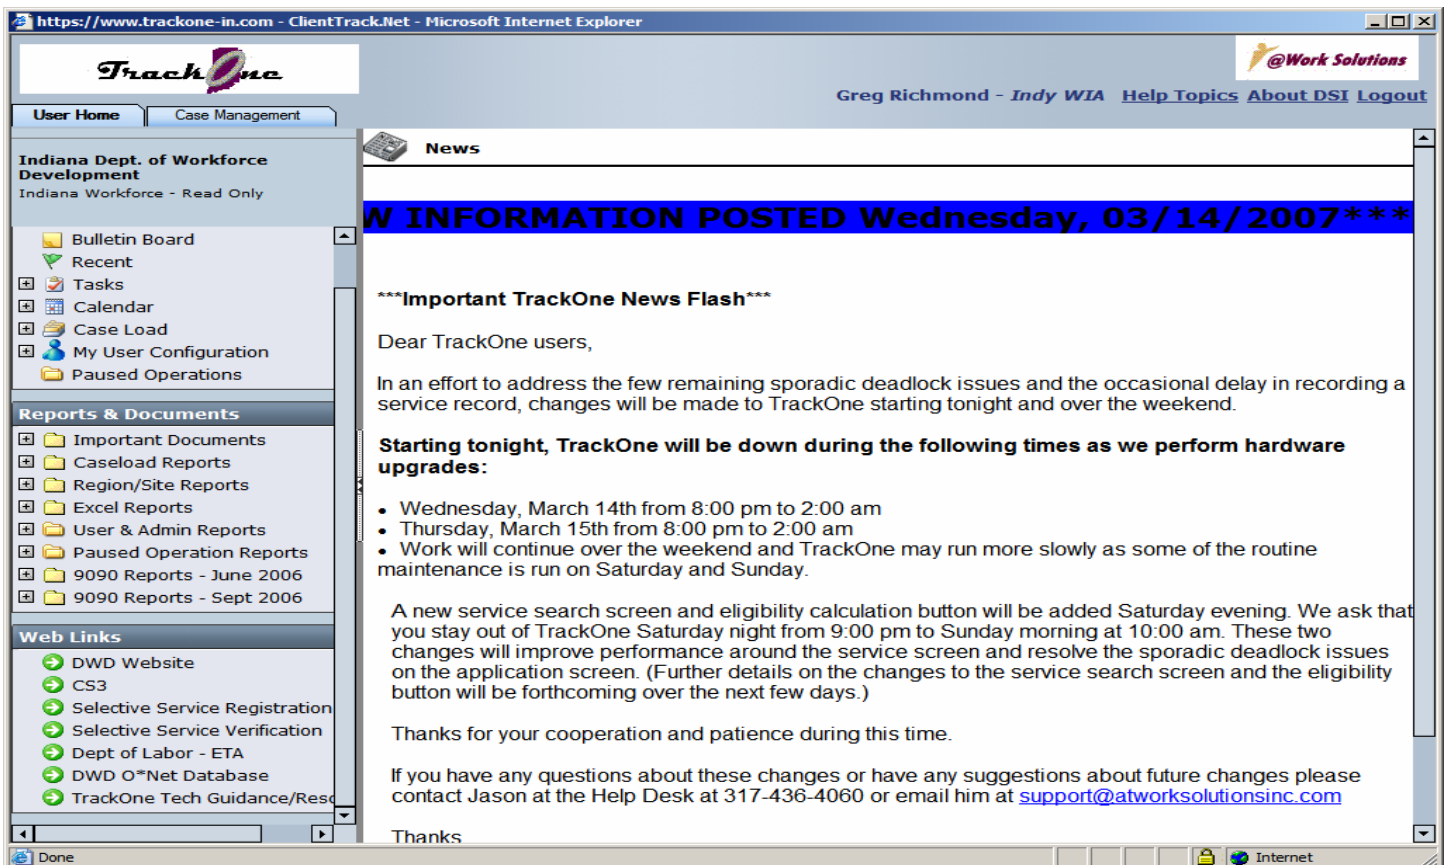 https://www.trackone-in.com - ClientTrack.Net - Microsoft Internet Explorer
TrackOne
@Work Solutions
Greg Richmond - Indy WIA Help Topics About DSI Logout
User Home Case Management
Indiana Dept. of Workforce
Development
Indiana Workforce - Read Only
Bulletin Board
Recent
Tasks
Calendar
Case Load
My User Configuration
Paused Operations
Reports & Documents
Important Documents
Caseload Reports
Region/Site Reports
Excel Reports
User & Admin Reports
Paused Operation Reports
9090 Reports - June 2006
9090 Reports - Sept 2006
Web Links
DWD Website
CS3
Selective Service Registration
Selective Service Verification
Dept of Labor - ETA
DWD O*Net Database
TrackOne Tech Guidance/Reso
News
W INFORMATION POSTED Wednesday, 03/14/2007***
***Important TrackOne News Flash***
Dear TrackOne users,
In an effort to address the few remaining sporadic deadlock issues and the occasional delay in recording a
service record, changes will be made to TrackOne starting tonight and over the weekend.
Starting tonight, TrackOne will be down during the following times as we perform hardware
upgrades:
• Wednesday, March 14th from 8:00 pm to 2:00 am
• Thursday, March 15th from 8:00 pm to 2:00 am
• Work will continue over the weekend and TrackOne may run more slowly as some of the routine
maintenance is run on Saturday and Sunday.
A new service search screen and eligibility calculation button will be added Saturday evening. We ask that
you stay out of TrackOne Saturday night from 9:00 pm to Sunday morning at 10:00 am. These two
changes will improve performance around the service screen and resolve the sporadic deadlock issues
on the application screen. (Further details on the changes to the service search screen and the eligibility
button will be forthcoming over the next few days.)
Thanks for your cooperation and patience during this time.
If you have any questions about these changes or have any suggestions about future changes please
contact Jason at the Help Desk at 317-436-4060 or email him at support@atworksolutionsinc.com
Thanks
Done
Internet